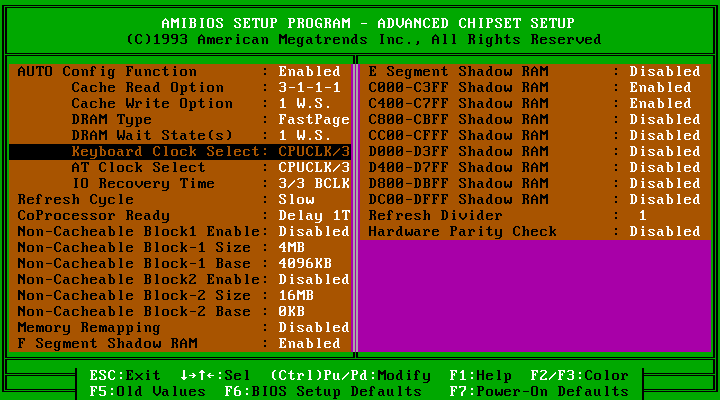 AMIBIOS SETUP PROGRAM - ADVANCED CHIPSET SETUP
(C)1993 American Megatrends Inc., All Rights Reserved
AUTO Config Function : Enabled
Cache Read Option : 3-1-1-1
Cache Write Option : 1 W.S.
DRAM Type : FastPage
DRAM Wait State(s) : 1 W.S.
Keyboard Clock Select: CPUCLK/3
AT Clock Select : CPUCLK/3
IO Recovery Time : 3/3 BCLK
Refresh Cycle : Slow
CoProcessor Ready : Delay 1T
Non-Cacheable Block1 Enable: Disabled
Non-Cacheable Block-1 Size : 4MB
Non-Cacheable Block-1 Base : 4096KB
Non-Cacheable Block2 Enable: Disabled
Non-Cacheable Block-2 Size : 16MB
Non-Cacheable Block-2 Base : 0KB
Memory Remapping : Disabled
F Segment Shadow RAM : Enabled
E Segment Shadow RAM : Disabled
C000-C3FF Shadow RAM : Enabled
C400-C7FF Shadow RAM : Enabled
C800-CBFF Shadow RAM : Disabled
CC00-CFFF Shadow RAM : Disabled
D000-D3FF Shadow RAM : Disabled
D400-D7FF Shadow RAM : Disabled
D800-DBFF Shadow RAM : Disabled
DC00-DFFF Shadow RAM : Disabled
Refresh Divider : 1
Hardware Parity Check : Disabled
ESC:Exit ↓→↑←:Sel (Ctrl)Pu/Pd:Modify F1:Help F2/F3:Color
F5:Old Values F6:BIOS Setup Defaults F7:Power-On Defaults